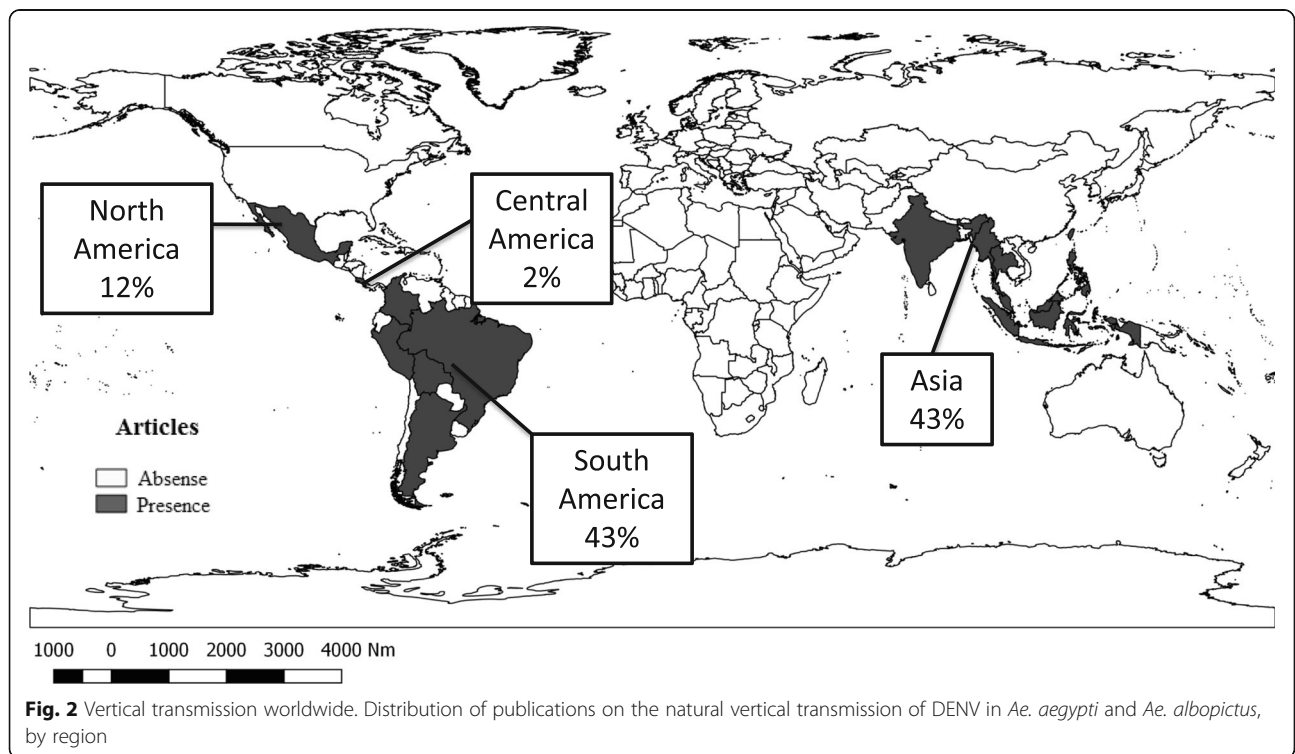 North
America
12%
Central
America
2%
Asia
43%
South
America
43%
Articles
Absense
Presence
1000 0 1000 2000 3000 4000 Nm
Fig. 2 Vertical transmission worldwide. Distribution of publications on the natural vertical transmission of DENV in Ae. aegypti and Ae. albopictus,
by region